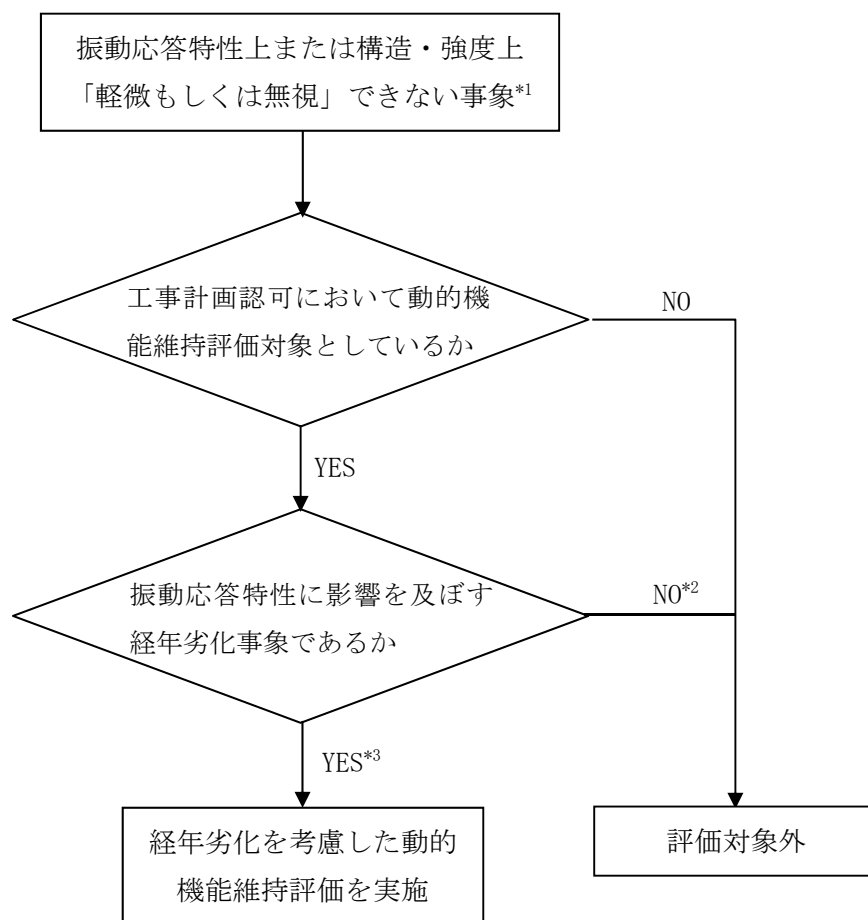 振動応答特性上または構造・強度上
「軽微もしくは無視」できない事象*1
工事計画認可において動的機
能維持評価対象としているか
NO
YES
振動応答特性に影響を及ぼす
経年劣化事象であるか
NO*2
YES*3
経年劣化を考慮した動的
機能維持評価を実施
評価対象外